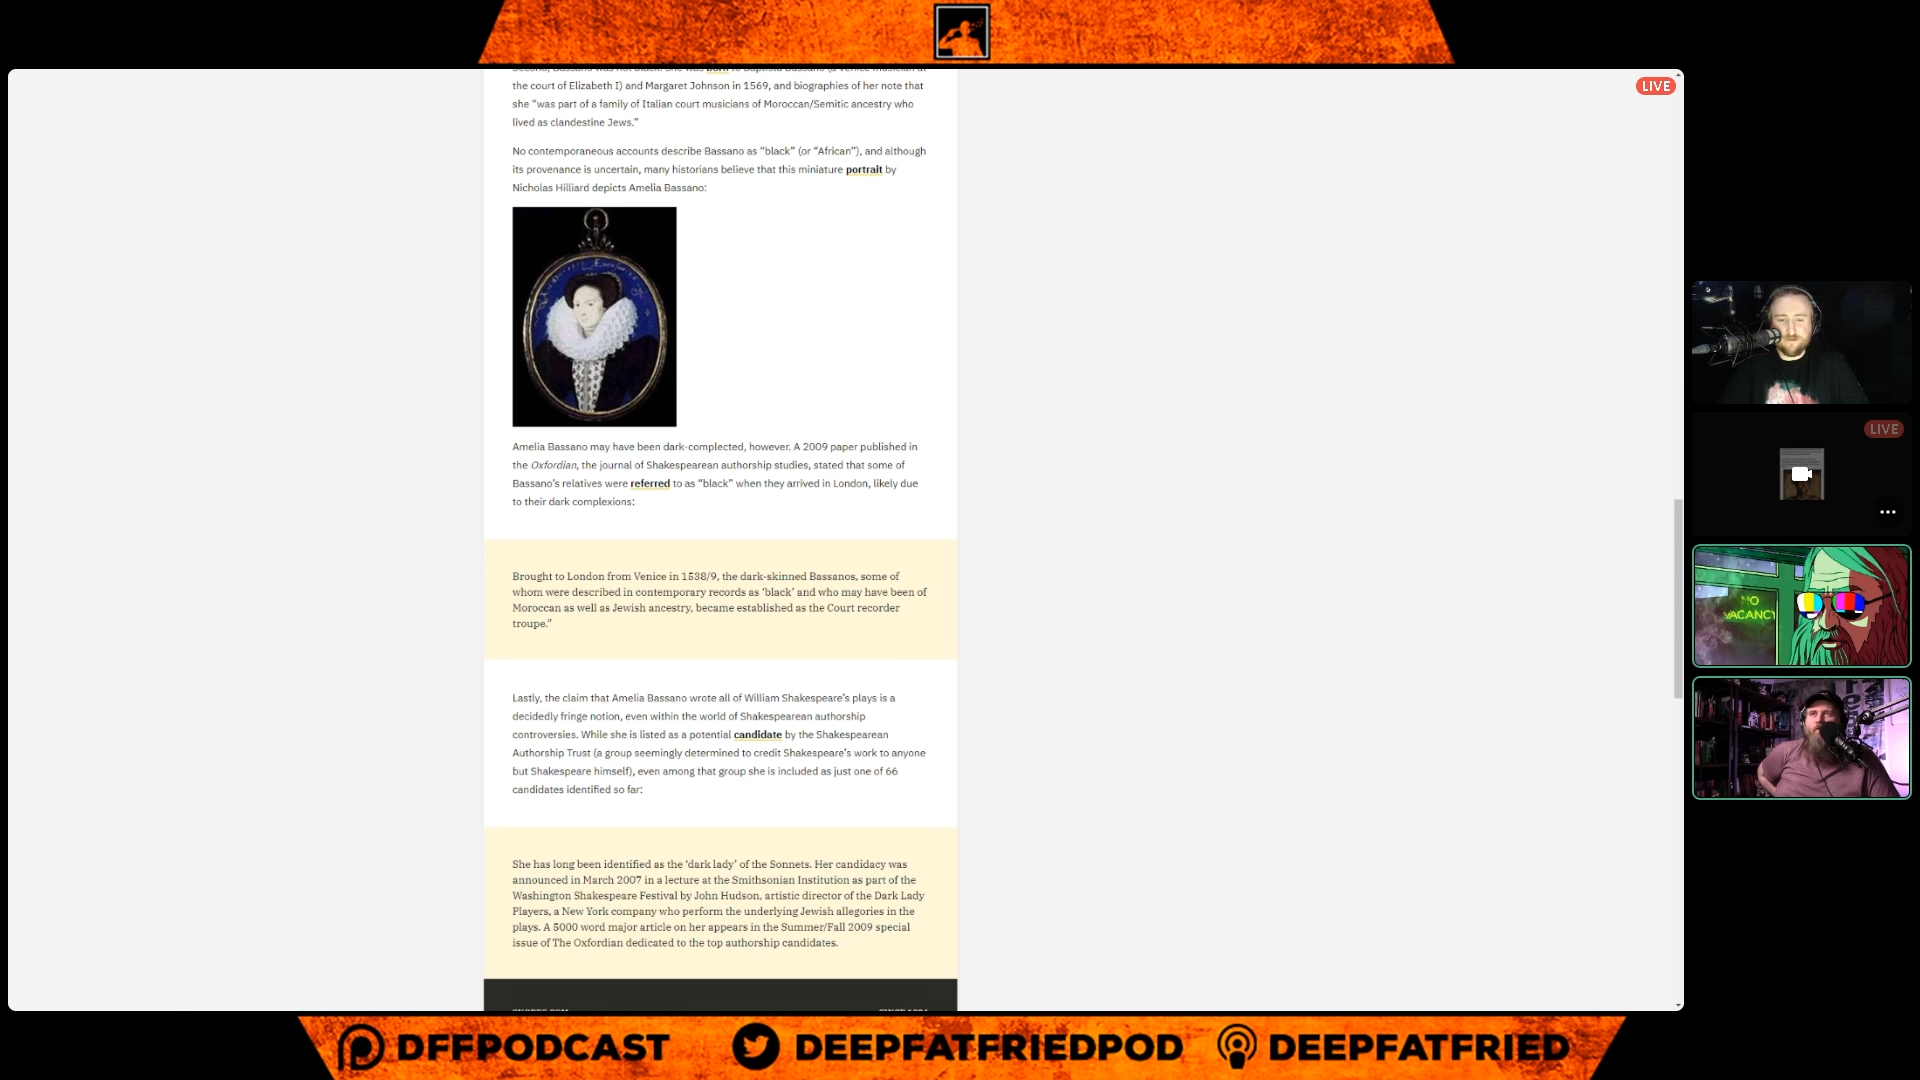 Second, Bassano was not black. She was born to Baptista Bassano (a Venice musician at
the court of Elizabeth I) and Margaret Johnson in 1569, and biographies of her note that
she “was part of a family of Italian court musicians of Moroccan/Semitic ancestry who
lived as clandestine Jews.”
No contemporaneous accounts describe Bassano as “black” (or “African”), and although
its provenance is uncertain, many historians believe that this miniature portrait by
Nicholas Hilliard depicts Amelia Bassano:
Amelia Bassano may have been dark-complected, however. A 2009 paper published in
the Oxfordian, the journal of Shakespearean authorship studies, stated that some of
Bassano’s relatives were referred to as “black” when they arrived in London, likely due
to their dark complexions:
Brought to London from Venice in 1538/9, the dark-skinned Bassanos, some of
whom were described in contemporary records as ‘black’ and who may have been of
Moroccan as well as Jewish ancestry, became established as the Court recorder
troupe.”
Lastly, the claim that Amelia Bassano wrote all of William Shakespeare’s plays is a
decidedly fringe notion, even within the world of Shakespearean authorship
controversies. While she is listed as a potential candidate by the Shakespearean
Authorship Trust (a group seemingly determined to credit Shakespeare’s work to anyone
but Shakespeare himself), even among that group she is included as just one of 66
candidates identified so far:
She has long been identified as the ‘dark lady’ of the Sonnets. Her candidacy was
announced in March 2007 in a lecture at the Smithsonian Institution as part of the
Washington Shakespeare Festival by John Hudson, artistic director of the Dark Lady
Players, a New York company who perform the underlying Jewish allegories in the
plays. A 5000 word major article on her appears in the Summer/Fall 2009 special
issue of The Oxfordian dedicated to the top authorship candidates.
LIVE
LIVE
NO
VACANCY
DFFPODCAST
DEEPFATFRIEDPOD
DEEPFATFRIED